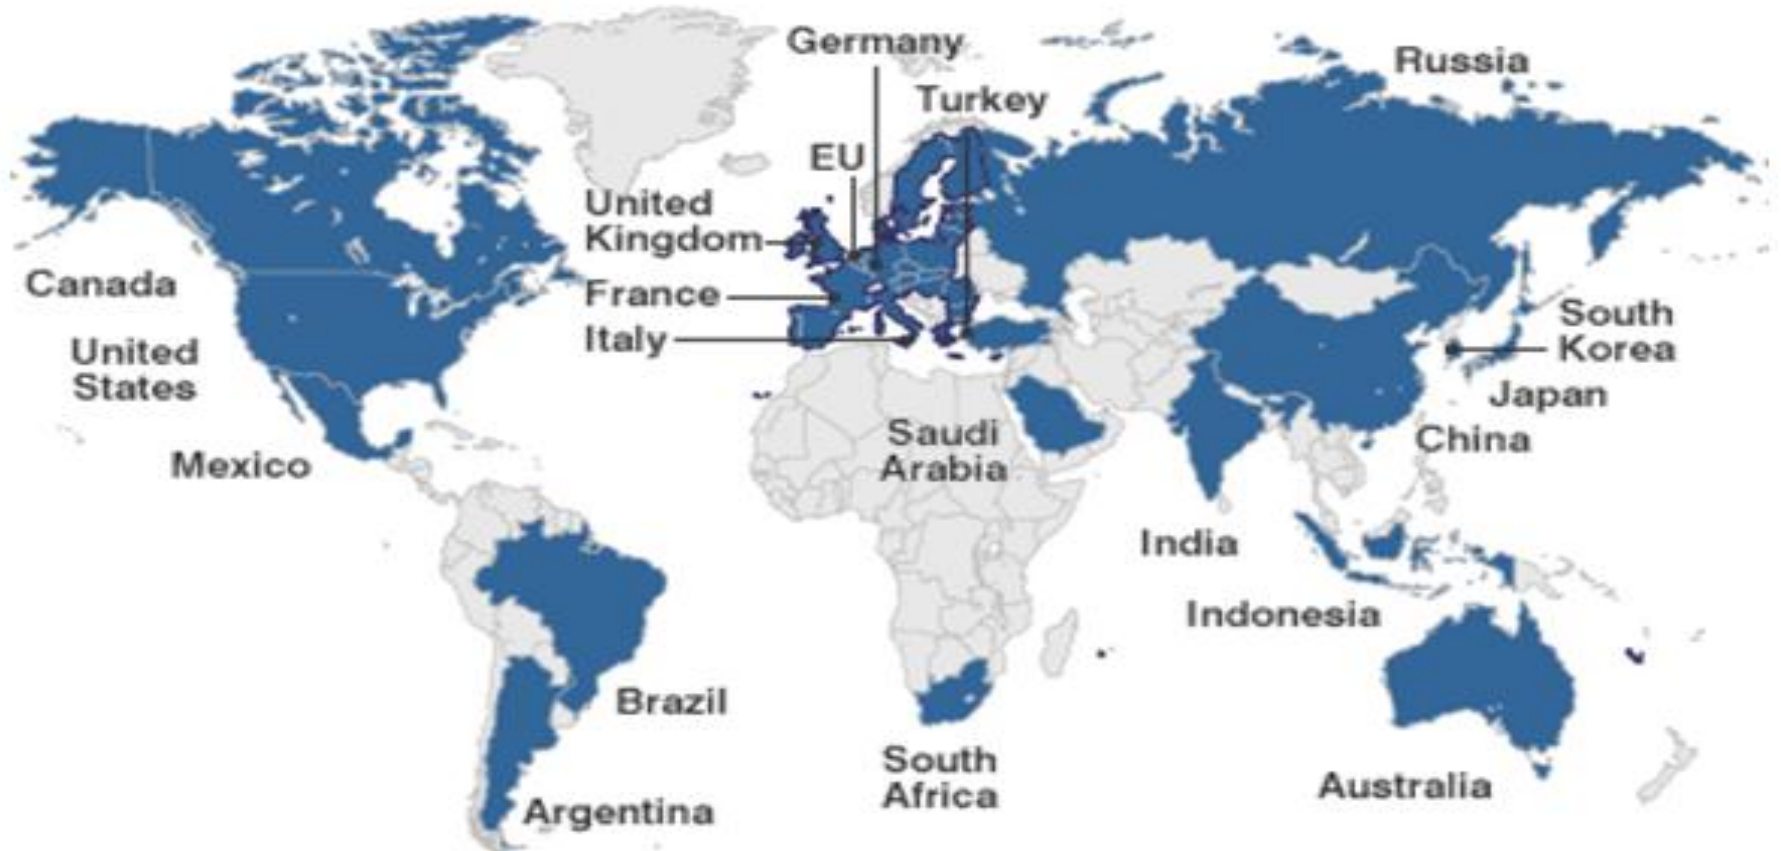 Germany
Russia
Turkey
EU
United
Kingdom
Canada
France
Italy
United
States
South
Korea
Japan
Saudi
Arabia
China
Mexico
India
Indonesia
Brazil
South
Africa
Australia
Argentina